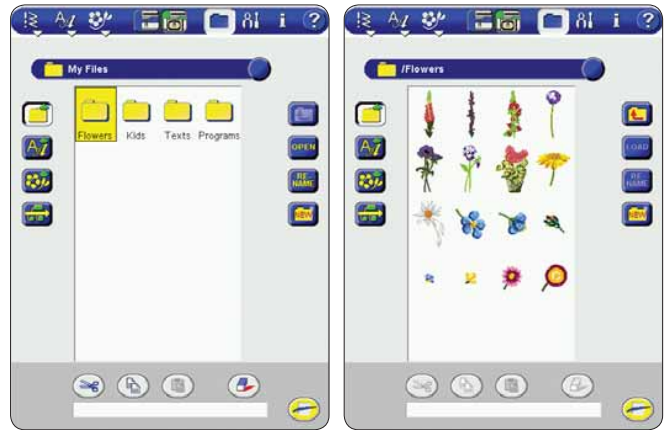 My Files
Flowers Kids Texts Programs
OPEN
RE-NAME
NEW
/Flowers
LOAD
RE-NAME
NEW